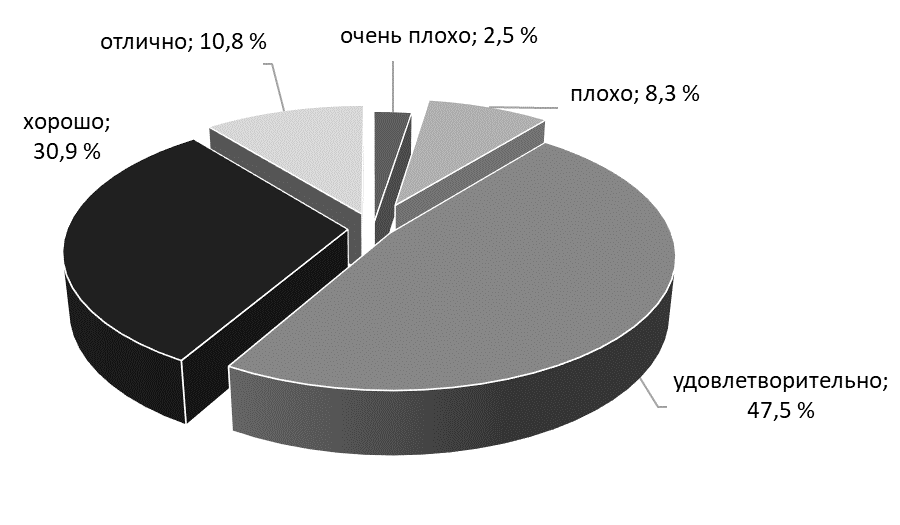 отлично; 10,8 %
очень плохо; 2,5 %
плохо; 8,3 %
хорошо;
30,9 %
удовлетворительно;
47,5 %